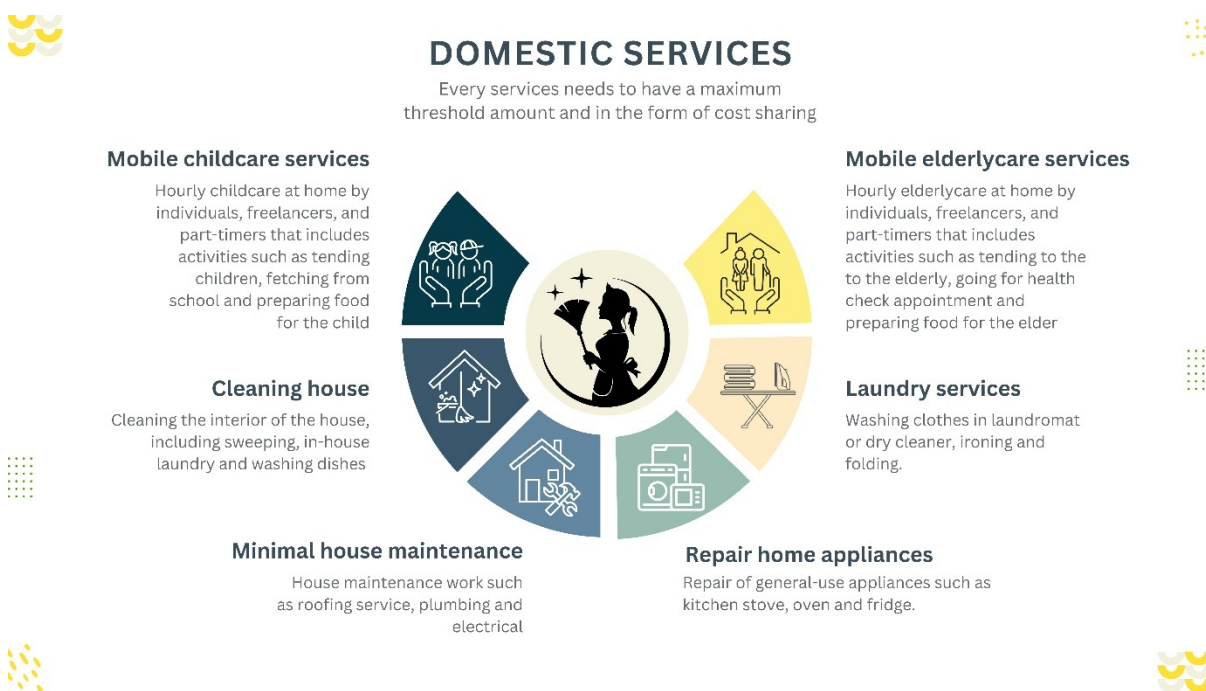 DOMESTIC SERVICES
Every services needs to have a maximum
threshold amount and in the form of cost sharing
Mobile childcare services
Hourly childcare at home by
individuals, freelancers, and
part-timers that includes
activities such as tending
children, fetching from
school and preparing food
for the child
Cleaning house
Cleaning the interior of the house,
including sweeping, in-house
laundry and washing dishes
Minimal house maintenance
House maintenance work such
as roofing service, plumbing and
electrical
Mobile elderlycare services
Hourly elderlycare at home by
individuals, freelancers, and
part-timers that includes
activities such as tending to the
to the elderly, going for health
check appointment and
preparing food for the elder
Laundry services
Washing clothes in laundromat
or dry cleaner, ironing and
folding.
Repair home appliances
Repair of general-use appliances such as
kitchen stove, oven and fridge.